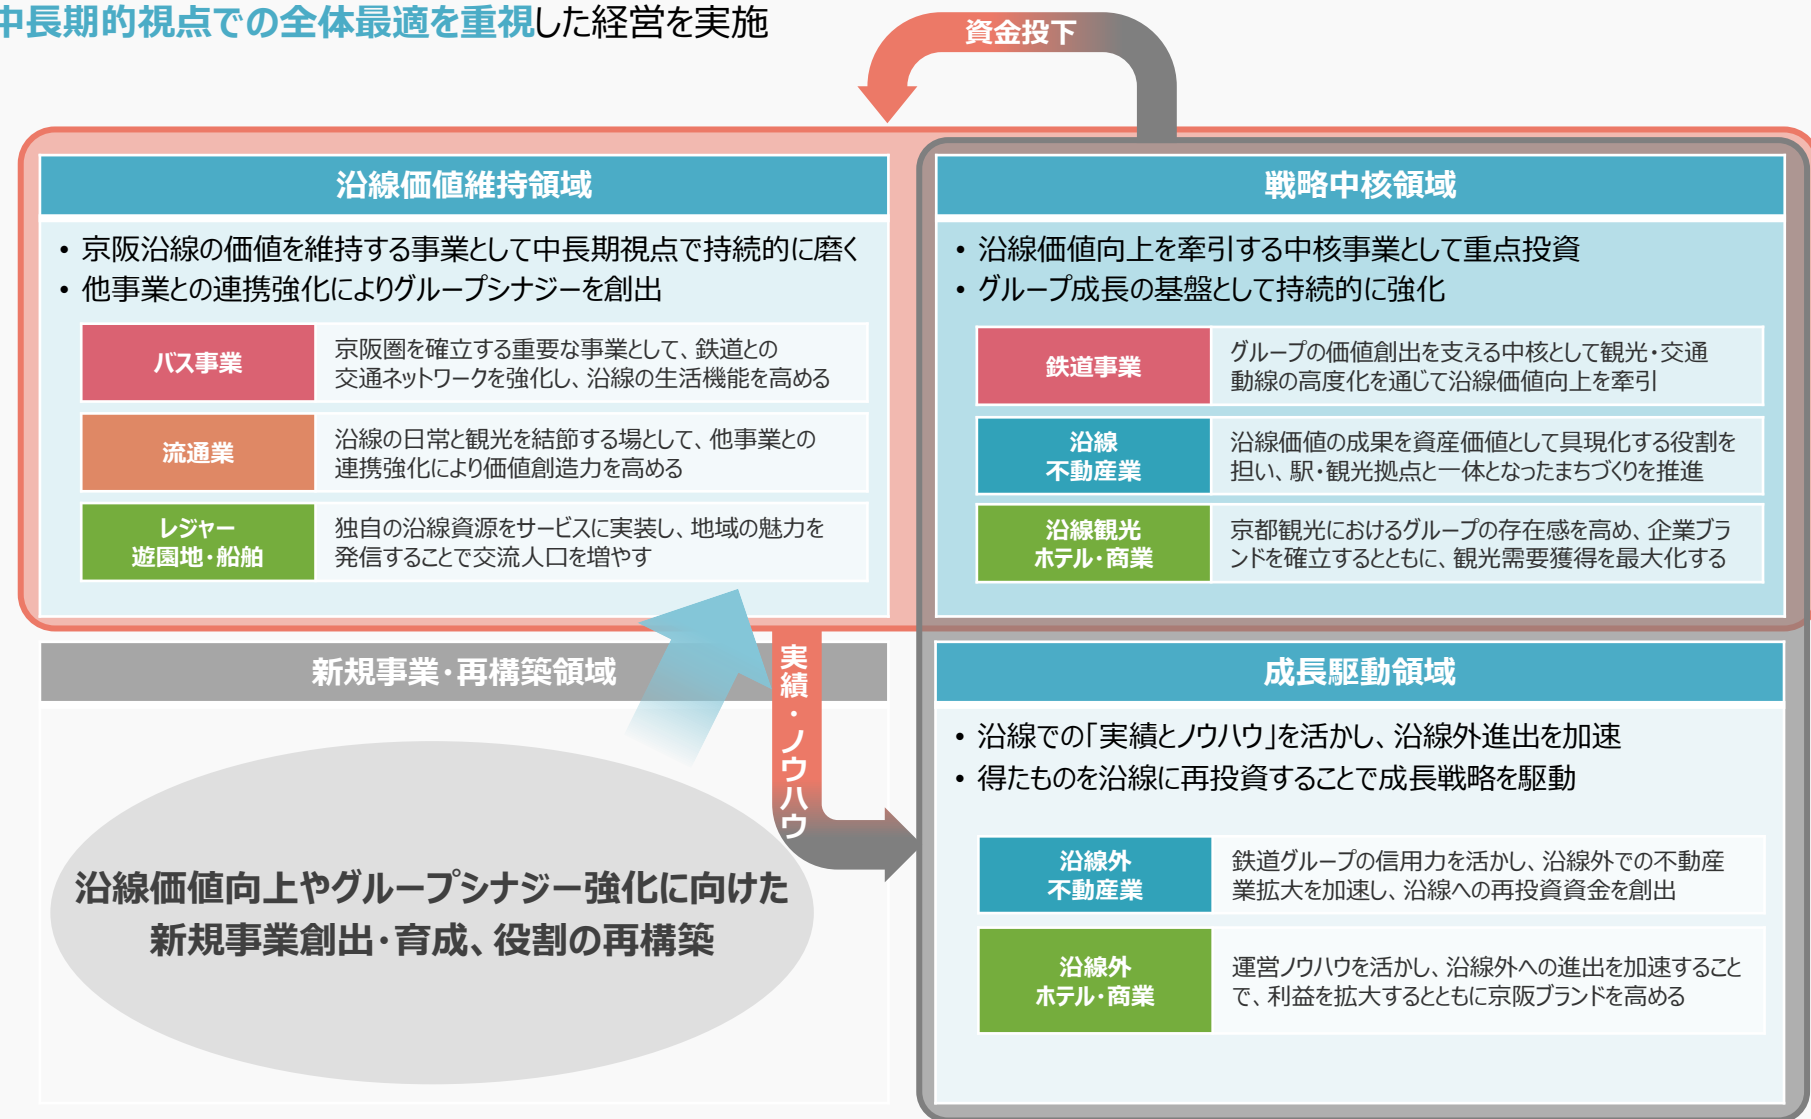 中長期的視点での全体最適を重視した経営を実施
資金投下
沿線価値維持領域
• 京阪沿線の価値を維持する事業として中長期視点で持続的に磨く
• 他事業との連携強化によりグループシナジーを創出
バス事業
京阪圏を確立する重要な事業として、鉄道との
交通ネットワークを強化し、沿線の生活機能を高める
流通業
沿線の日常と観光を結節する場として、他事業との
連携強化により価値創造力を高める
レジャー
遊園地・船舶
独自の沿線資源をサービスに実装し、地域の魅力を
発信することで交流人口を増やす
戦略中核領域
• 沿線価値向上を牽引する中核事業として重点投資
• グループ成長の基盤として持続的に強化
鉄道事業
グループの価値創出を支える中核として観光・交通
動線の高度化を通じて沿線価値向上を牽引
沿線
不動産業
沿線価値の成果を資産価値として具現化する役割を
担い、駅・観光拠点と一体となったまちづくりを推進
沿線観光
ホテル・商業
京都観光におけるグループの存在感を高め、企業ブラ
ンドを確立するとともに、観光需要獲得を最大化する
新規事業・再構築領域
沿線価値向上やグループシナジー強化に向けた
新規事業創出・育成、役割の再構築
実績・ノウハウ
成長駆動領域
• 沿線での「実績とノウハウ」を活かし、沿線外進出を加速
• 得たものを沿線に再投資することで成長戦略を駆動
沿線外
不動産業
鉄道グループの信用力を活かし、沿線外での不動産
業拡大を加速し、沿線への再投資資金を創出
沿線外
ホテル・商業
運営ノウハウを活かし、沿線外への進出を加速すること
で、利益を拡大するとともに京阪ブランドを高める